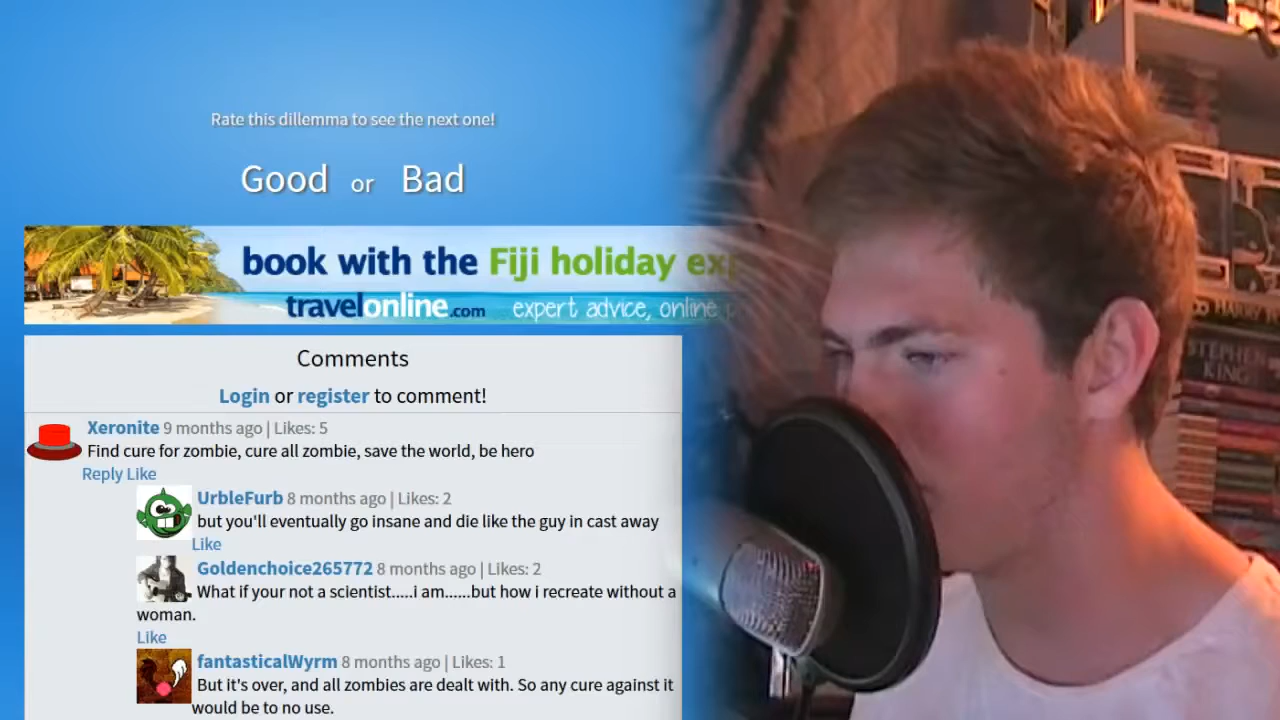 Rate this dillemma to see the next one!
Good or Bad
book with the Fiji holiday
travelonline.com expert advice, online
Comments
Login or register to comment!
Xeronite 9 months ago | Likes: 5
Find cure for zombie, cure all zombie, save the world, be hero
Reply Like
UrbleFurb 8 months ago | Likes: 2
but you'll eventually go insane and die like the guy in cast away
Like
Goldenchoice265772 8 months ago | Likes: 2
What if your not a scientist.....i am......but how i recreate without a
woman.
Like
fantasticalWyrm 8 months ago | Likes: 1
But it's over, and all zombies are dealt with. So any cure against it
would be to no use.
STEPHEN
KING